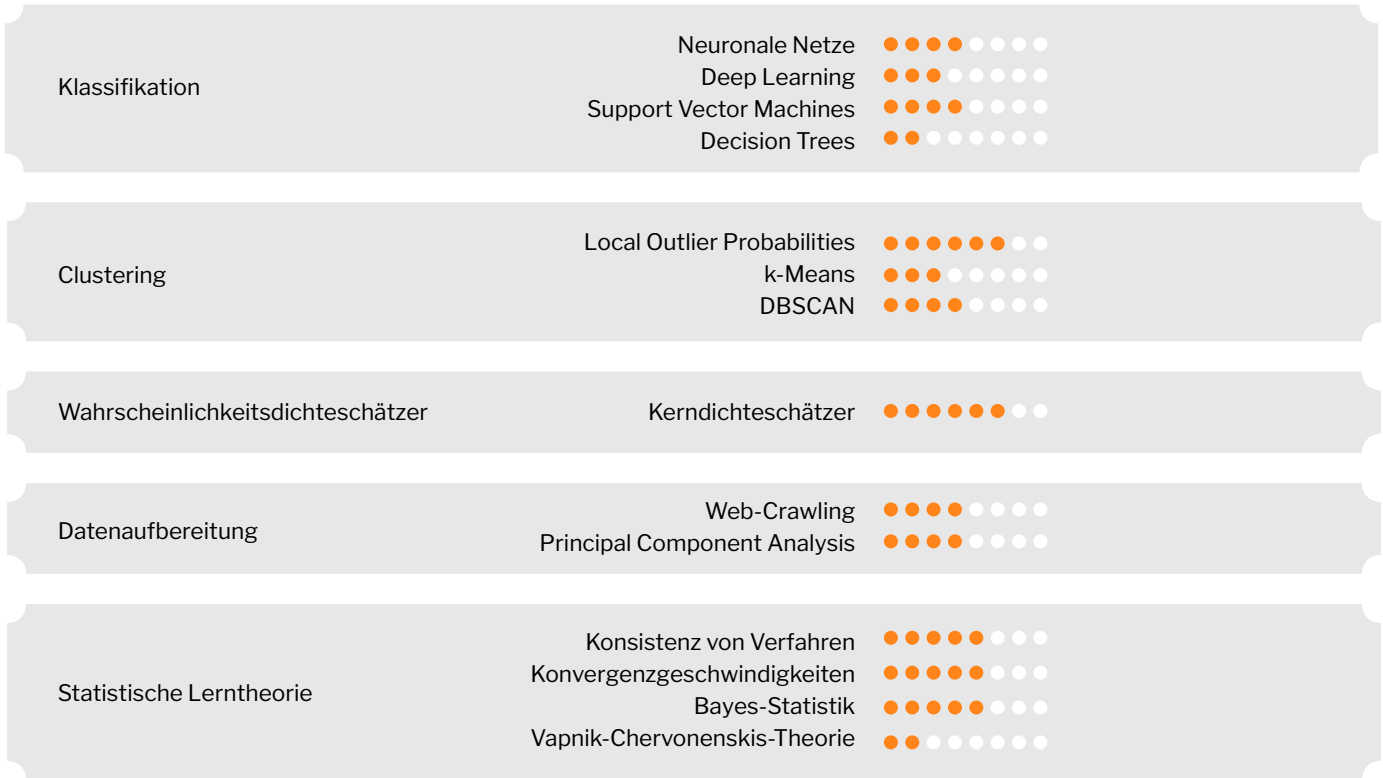 Klassifikation
Neuronale Netze
Deep Learning
Support Vector Machines
Decision Trees
Clustering
Local Outlier Probabilities
k-Means
DBSCAN
Wahrscheinlichkeitsdichteschätzer
Kerndichteschätzer
Datenaufbereitung
Web-Crawling
Principal Component Analysis
Statistische Lerntheorie
Konsistenz von Verfahren
Konvergenzgeschwindigkeiten
Bayes-Statistik
Vapnik-Chervonenskis-Theorie